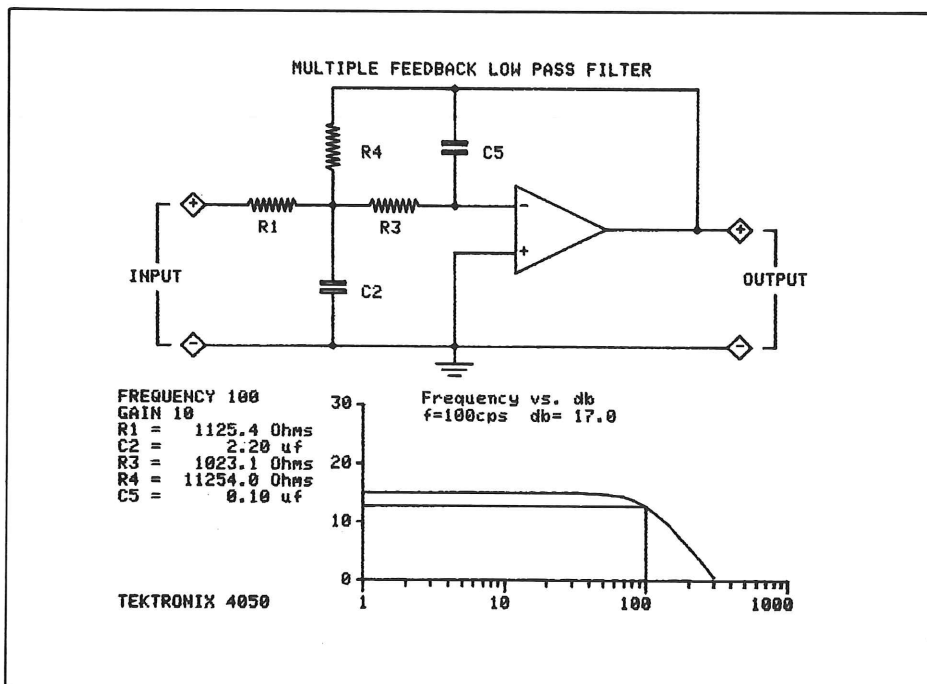 MULTIPLE FEEDBACK LOW PASS FILTER
R4
C5
R1
R3
INPUT
C2
OUTPUT
FREQUENCY 100
GAIN 10
R1 = 1125.4 Ohms
C2 = 2.20 uf
R3 = 1023.1 Ohms
R4 = 11254.0 Ohms
C5 = 0.10 uf
TEKTRONIX 4050
Frequency vs. db
f=100cps db= 17.0
30
20
10
0
1 10 100 1000